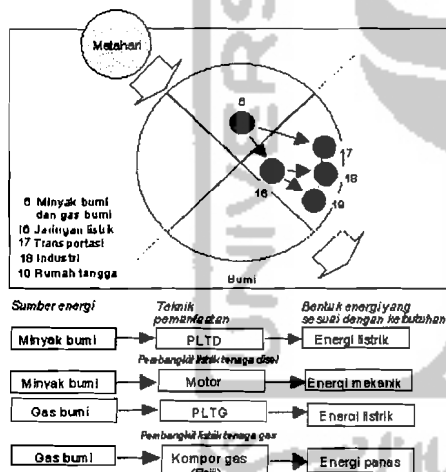 Matahari
6
17
18
16
19
6 Minyak bumi
dan gas bumi
16 Jaringan listrik
17 Transportasi
18 Industri
19 Rumah tangga
Bumi
Sumber energi
Teknik
pemanfaatan
Bentuk energi yang
sesuai dengan kebutuhan
Minyak bumi
PLTD
Energi listrik
Pembangkit listrik tenaga disel
Minyak bumi
Motor
Energi mekanik
Gas bumi
PLTG
Energi listrik
Pembangkit listrik tenaga gas
Gas bumi
Kompor gas
Energi panas